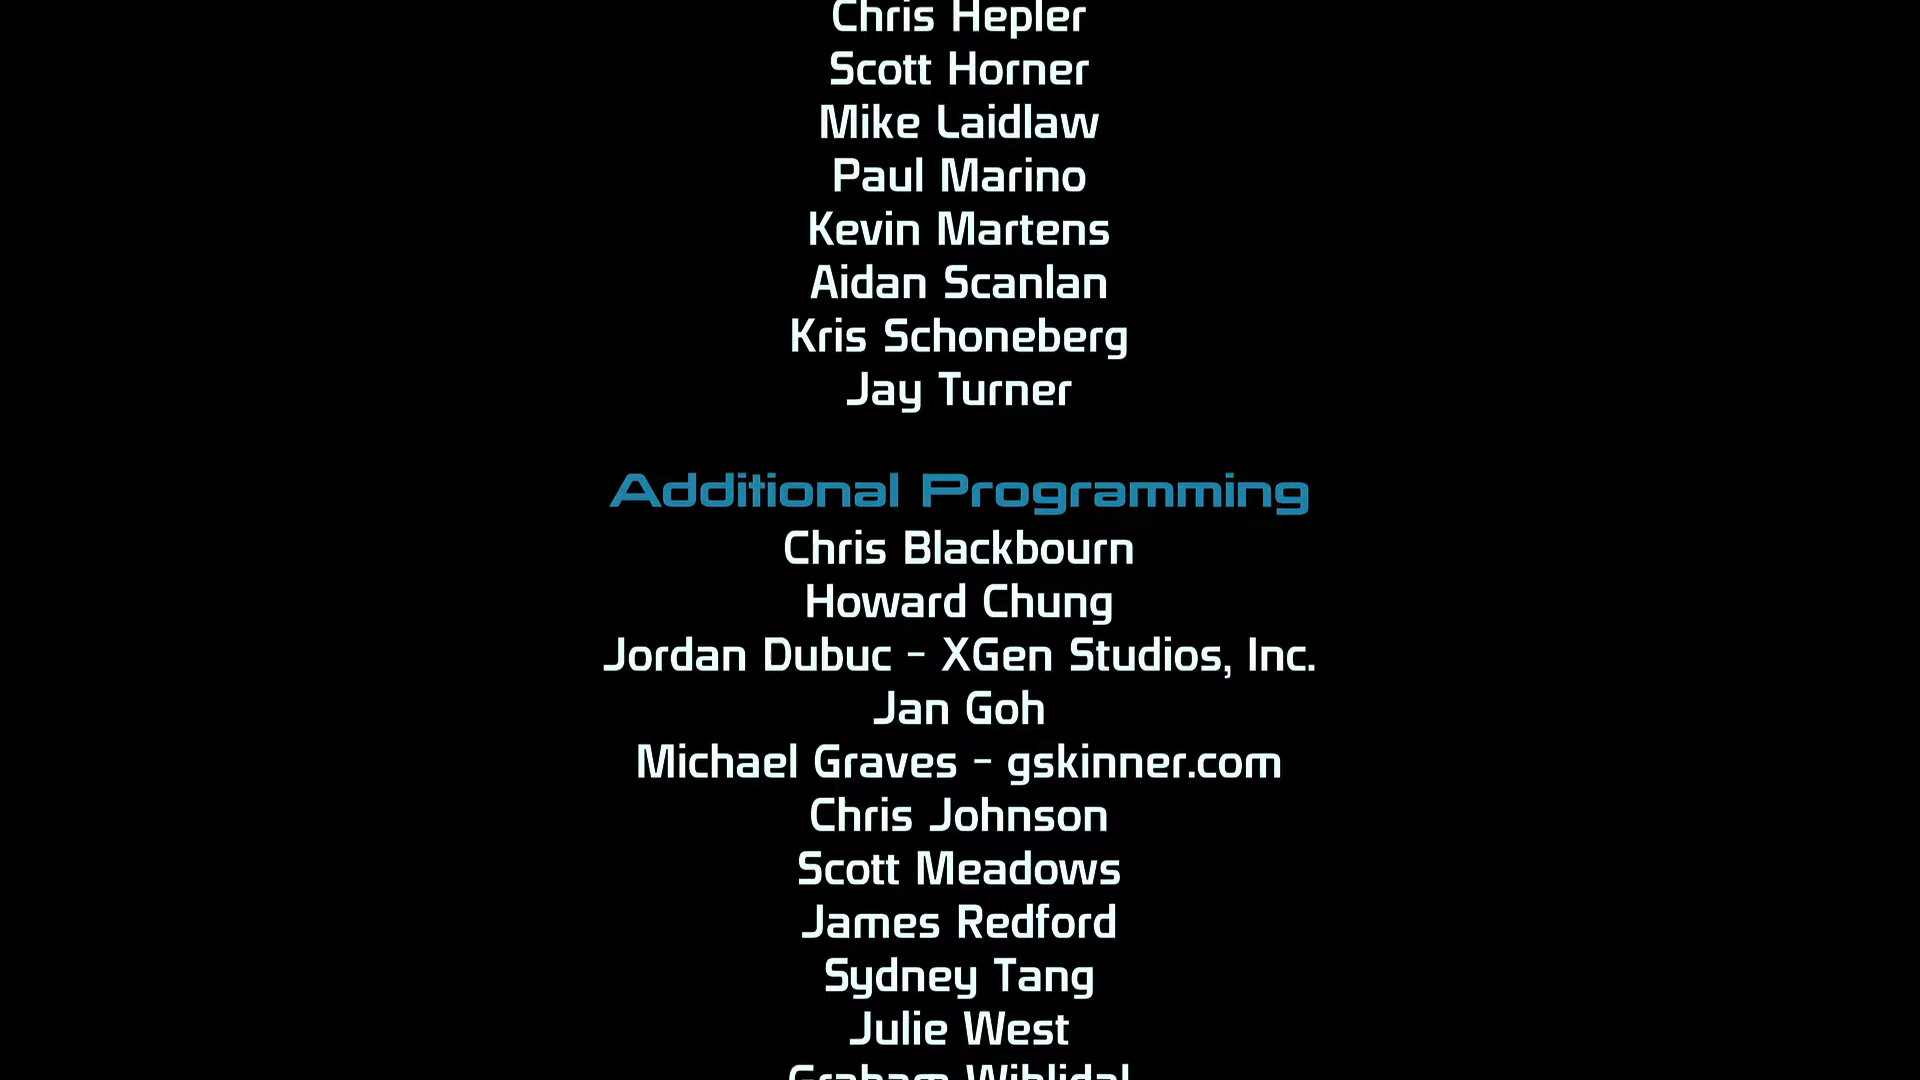 Chris Hepler
Scott Horner
Mike Laidlaw
Paul Marino
Kevin Martens
Aidan Scanlan
Kris Schoneberg
Jay Turner
Additional Programming
Chris Blackbourn
Howard Chung
Jordan Dubuc - XGen Studios, Inc.
Jan Goh
Michael Graves - gskinner.com
Chris Johnson
Scott Meadows
James Redford
Sydney Tang
Julie West
Graham Wihlidal